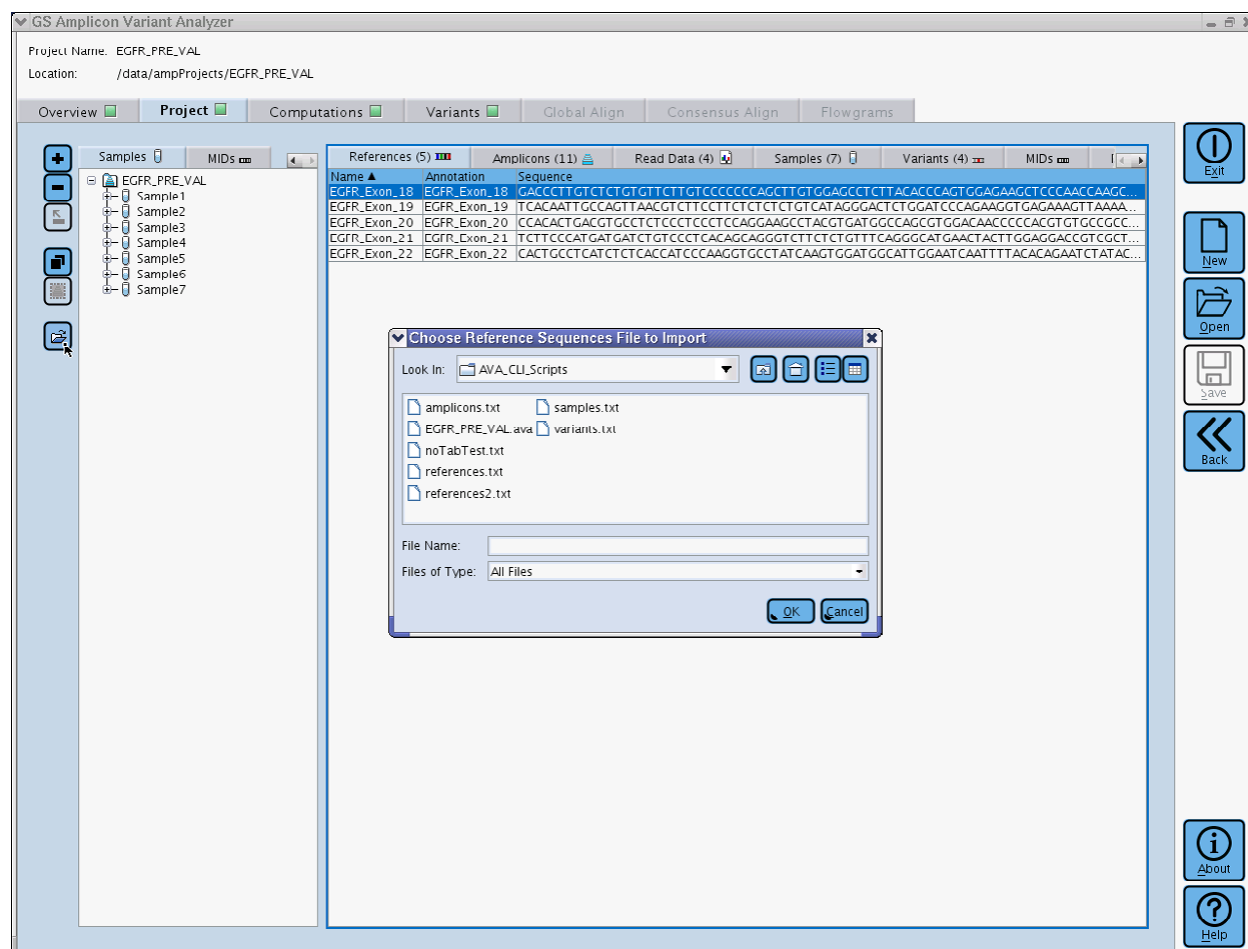 GS Amplicon Variant Analyzer
Project Name: EGFR_PRE_VAL
Location: /data/ampProjects/EGFR_PRE_VAL
Overview Project Computations Variants Global Align Consensus Align Flowgrams
Samples MIDs
References (5) Amplicons (11) Read Data (4) Samples (7) Variants (4) MIDs
EGFR_PRE_VAL
Sample1
Sample2
Sample3
Sample4
Sample5
Sample6
Sample7
Name ▲ Annotation Sequence
EGFR_Exon_18 EGFR_Exon_18 GACCCTTGTCTCTGTGTTCTTGTCCCCCCCAGCTTGTGGAGCCTCTTACACCCAGTGGAGAAGCTCCCAACCAAGC...
EGFR_Exon_19 EGFR_Exon_19 TCACAATTGCCAGTTAACGTCTTCCTTCTCTCTCTGTCATAGGGACTCTGGATCCCAGAAGGTGAGAAAGTTAAAA...
EGFR_Exon_20 EGFR_Exon_20 CCACACTGACGTGCCTCTCCCTCCCTCCAGGAAGCCTACGTGATGGCCAGCGTGGACAACCCCCACGTGTGCCGCC...
EGFR_Exon_21 EGFR_Exon_21 TCTTCCCATGATGATCTGTCCCTCACAGCAGGGTCTTCTCTGTTTCAGGGCATGAACTACTTGGAGGACCGTCGCT...
EGFR_Exon_22 EGFR_Exon_22 CACTGCCTCATCTCTCACCATCCCAAGGTGCCTATCAAGTGGATGGCATTGGAATCAATTTTACACAGAATCTATAC...
Choose Reference Sequences File to Import
Look In: AVA_CLI_Scripts
amplicons.txt samples.txt
EGFR_PRE_VAL.ava variants.txt
noTabTest.txt
references.txt
references2.txt
File Name:
Files of Type: All Files
OK Cancel
Exit
New
Open
Save
Back
About
Help